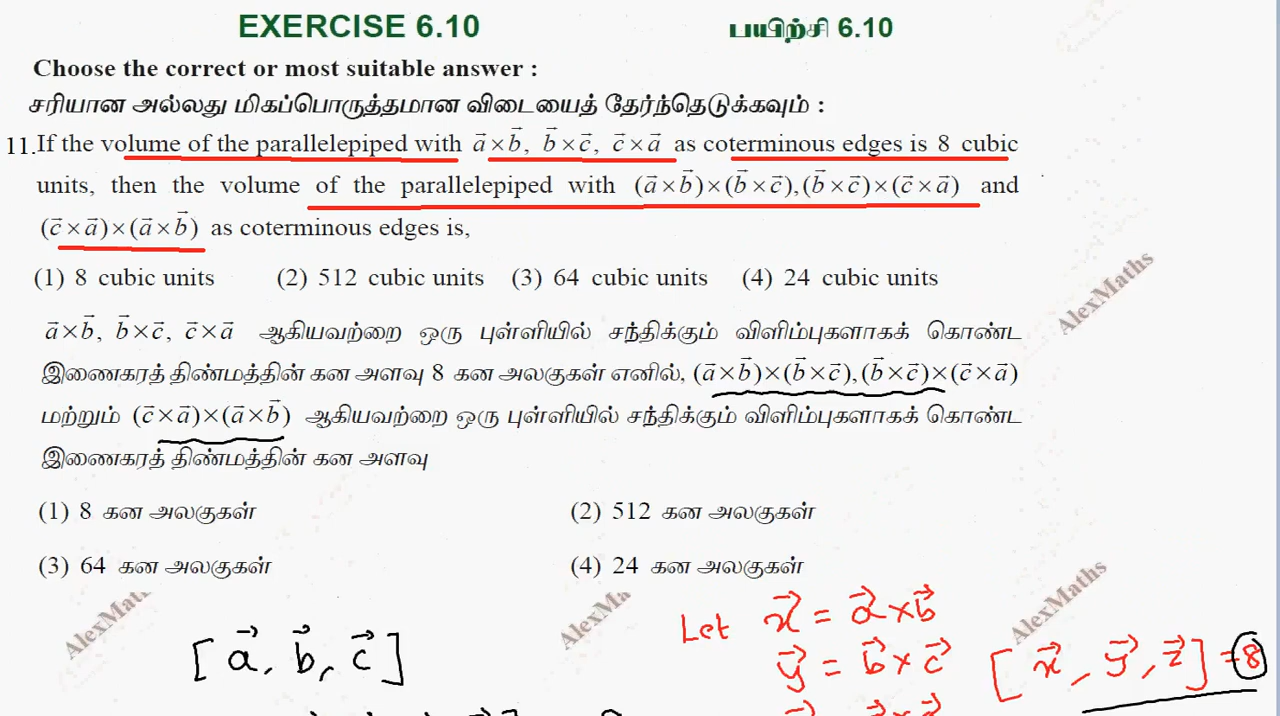 EXERCISE 6.10 பயிற்சி 6.10
Choose the correct or most suitable answer :
சரியான அல்லது மிகப்பொருத்தமான விடையைத் தேர்ந்தெடுக்கவும் :
11. If the volume of the parallelepiped with a⃗ × b⃗, b⃗ × c⃗, c⃗ × a⃗ as coterminous edges is 8 cubic
units, then the volume of the parallelepiped with (a⃗ × b⃗) × (b⃗ × c⃗), (b⃗ × c⃗) × (c⃗ × a⃗) and
(c⃗ × a⃗) × (a⃗ × b⃗) as coterminous edges is,
(1) 8 cubic units (2) 512 cubic units (3) 64 cubic units (4) 24 cubic units
a⃗ × b⃗, b⃗ × c⃗, c⃗ × a⃗ ஆகியவற்றை ஒரு புள்ளியில் சந்திக்கும் விளிம்புகளாகக் கொண்ட
இணைகரத் திண்மத்தின் கன அளவு 8 கன அலகுகள் எனில், (a⃗ × b⃗) × (b⃗ × c⃗), (b⃗ × c⃗) × (c⃗ × a⃗)
மற்றும் (c⃗ × a⃗) × (a⃗ × b⃗) ஆகியவற்றை ஒரு புள்ளியில் சந்திக்கும் விளிம்புகளாகக் கொண்ட
இணைகரத் திண்மத்தின் கன அளவு
(1) 8 கன அலகுகள் (2) 512 கன அலகுகள்
(3) 64 கன அலகுகள் (4) 24 கன அலகுகள்
AlexMaths
AlexMaths AlexMaths AlexMaths
Let x⃗ = a⃗ × b⃗
[a⃗, b⃗, c⃗] y⃗ = b⃗ × c⃗ [x⃗, y⃗, z⃗] = 8